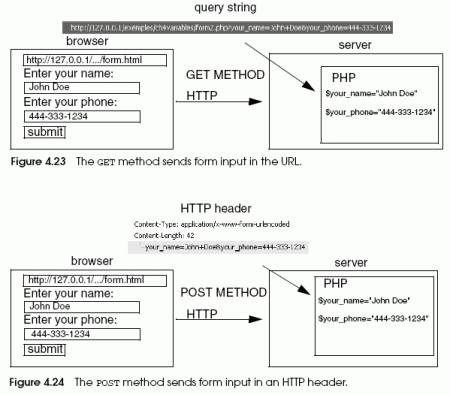 query string
http://127.0.0.1/exemples/ch4variables/form2.php/your_name=John+Doe&your_phone=444-333-1234
browser
server
http://127.0.0.1/.../form.html
Enter your name:
John Doe
Enter your phone:
444-333-1234
submit
GET METHOD
HTTP
PHP
$your_name="John Doe"
$your_phone="444-333-1234"
Figure 4.23 The GET method sends form input in the URL.
HTTP header
Content-Type: application/x-www-form-urlencoded
Content-Length: 42
your_name=John+Doe&your_phone=444-333-1234
browser
server
http://127.0.0.1/.../form.html
Enter your name:
John Doe
Enter your phone:
444-333-1234
submit
POST METHOD
HTTP
PHP
$your_name="John Doe"
$your_phone="444-333-1234"
Figure 4.24 The POST method sends form input in an HTTP header.